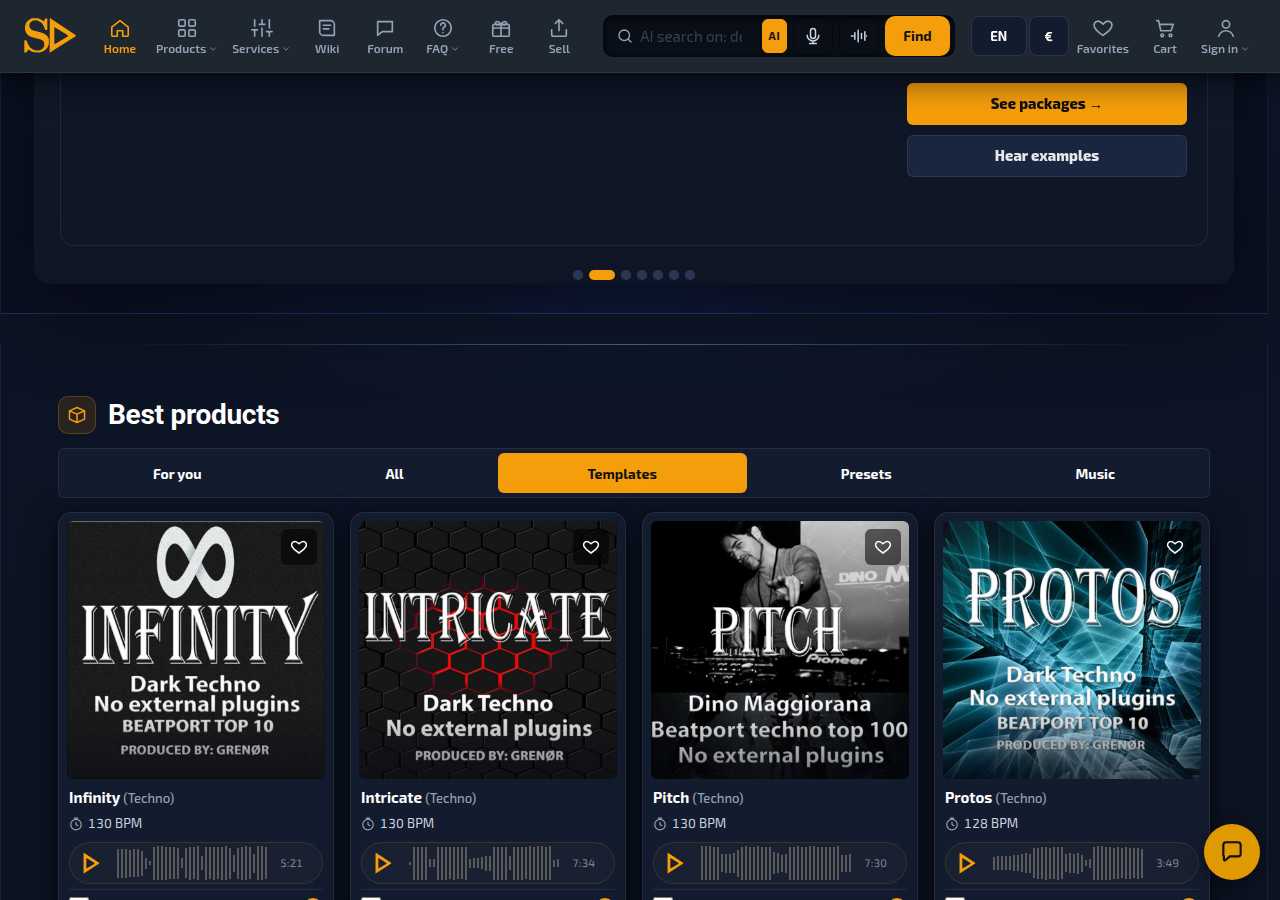 SD
Home
Products
Services
Wiki
Forum
FAQ
Free
Sell
AI search on: de
AI
Find
EN
€
Favorites
Cart
Sign in
See packages →
Hear examples
Best products
For you
All
Templates
Presets
Music
INFINITY
Dark Techno
No external plugins
BEATPORT TOP 10
PRODUCED BY: GRENØR
INTRICATE
Dark Techno
No external plugins
PRODUCED BY: GRENØR
DINO M
PITCH
Pioneer
Dino Maggiorana
Beatport techno top 100
No external plugins
PROTOS
Dark Techno
No external plugins
BEATPORT TOP 10
PRODUCED BY: GRENØR
Infinity (Techno)
130 BPM
5:21
Intricate (Techno)
130 BPM
7:34
Pitch (Techno)
130 BPM
7:30
Protos (Techno)
128 BPM
3:49